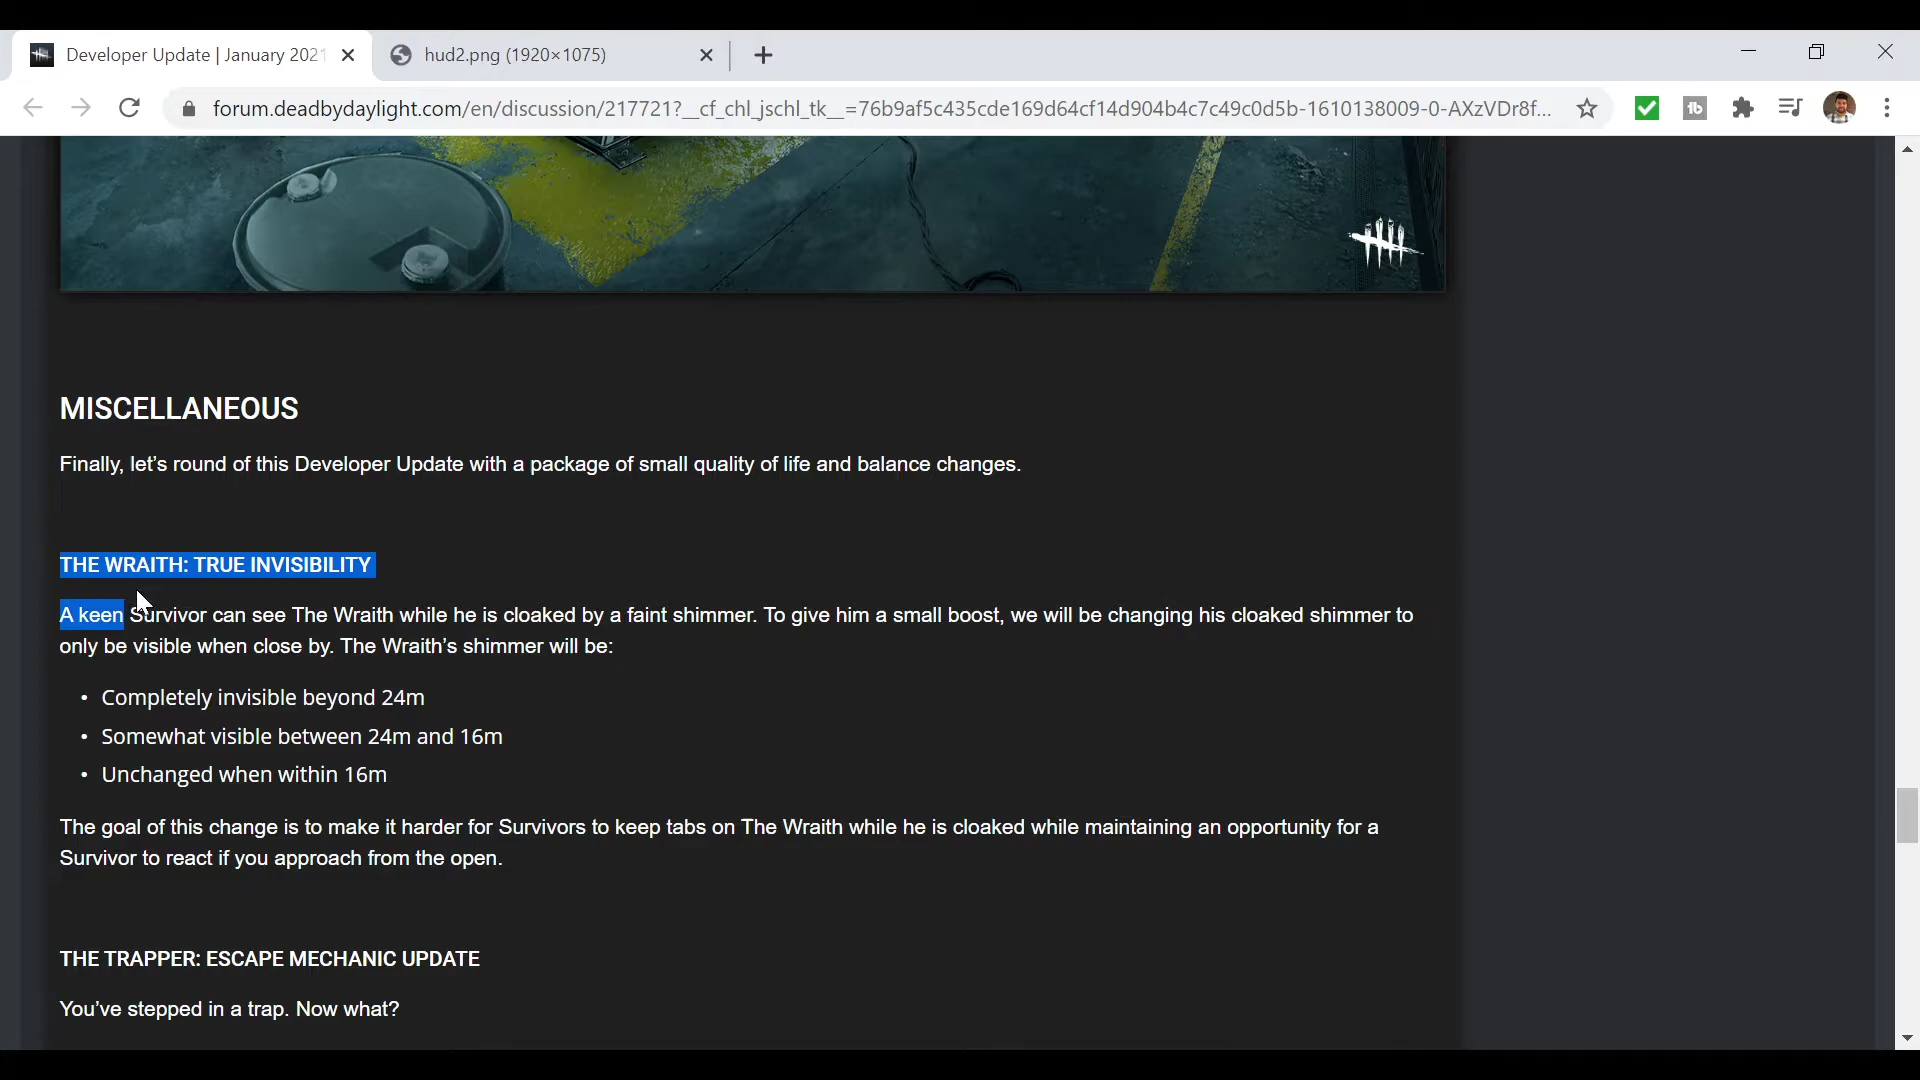 Developer Update | January 2021
hud2.png (1920×1075)
forum.deadbydaylight.com/en/discussion/217721?__cf_chl_jschl_tk__=76b9af5c435cde169d64cf14d904b4c7c49c0d5b-1610138009-0-AXzVDr8f...
MISCELLANEOUS
Finally, let’s round of this Developer Update with a package of small quality of life and balance changes.
THE WRAITH: TRUE INVISIBILITY
A keen Survivor can see The Wraith while he is cloaked by a faint shimmer. To give him a small boost, we will be changing his cloaked shimmer to
only be visible when close by. The Wraith’s shimmer will be:
• Completely invisible beyond 24m
• Somewhat visible between 24m and 16m
• Unchanged when within 16m
The goal of this change is to make it harder for Survivors to keep tabs on The Wraith while he is cloaked while maintaining an opportunity for a
Survivor to react if you approach from the open.
THE TRAPPER: ESCAPE MECHANIC UPDATE
You’ve stepped in a trap. Now what?